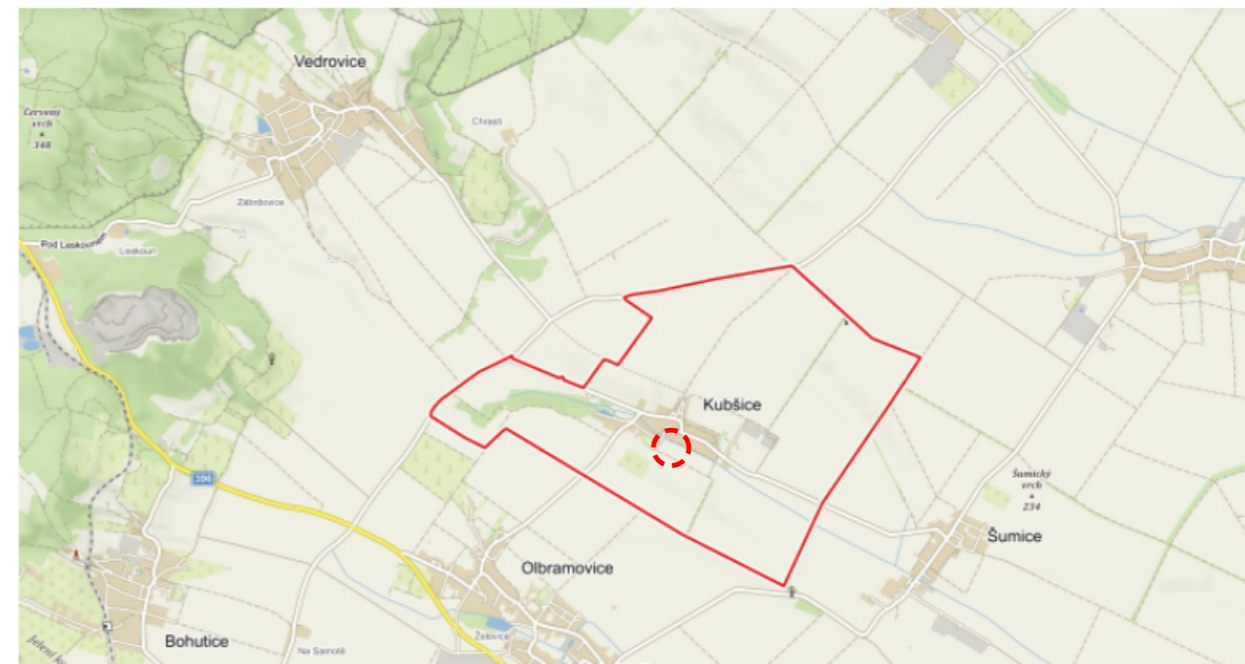 Vedrovice
Červený
vrch
348
Chrasti
Zábrdovice
Pod Leskounem
Leskoun
Kubšice
396
Šumický
vrch
234
Šumice
Olbramovice
Želovice
Bohutice
Na Samotě